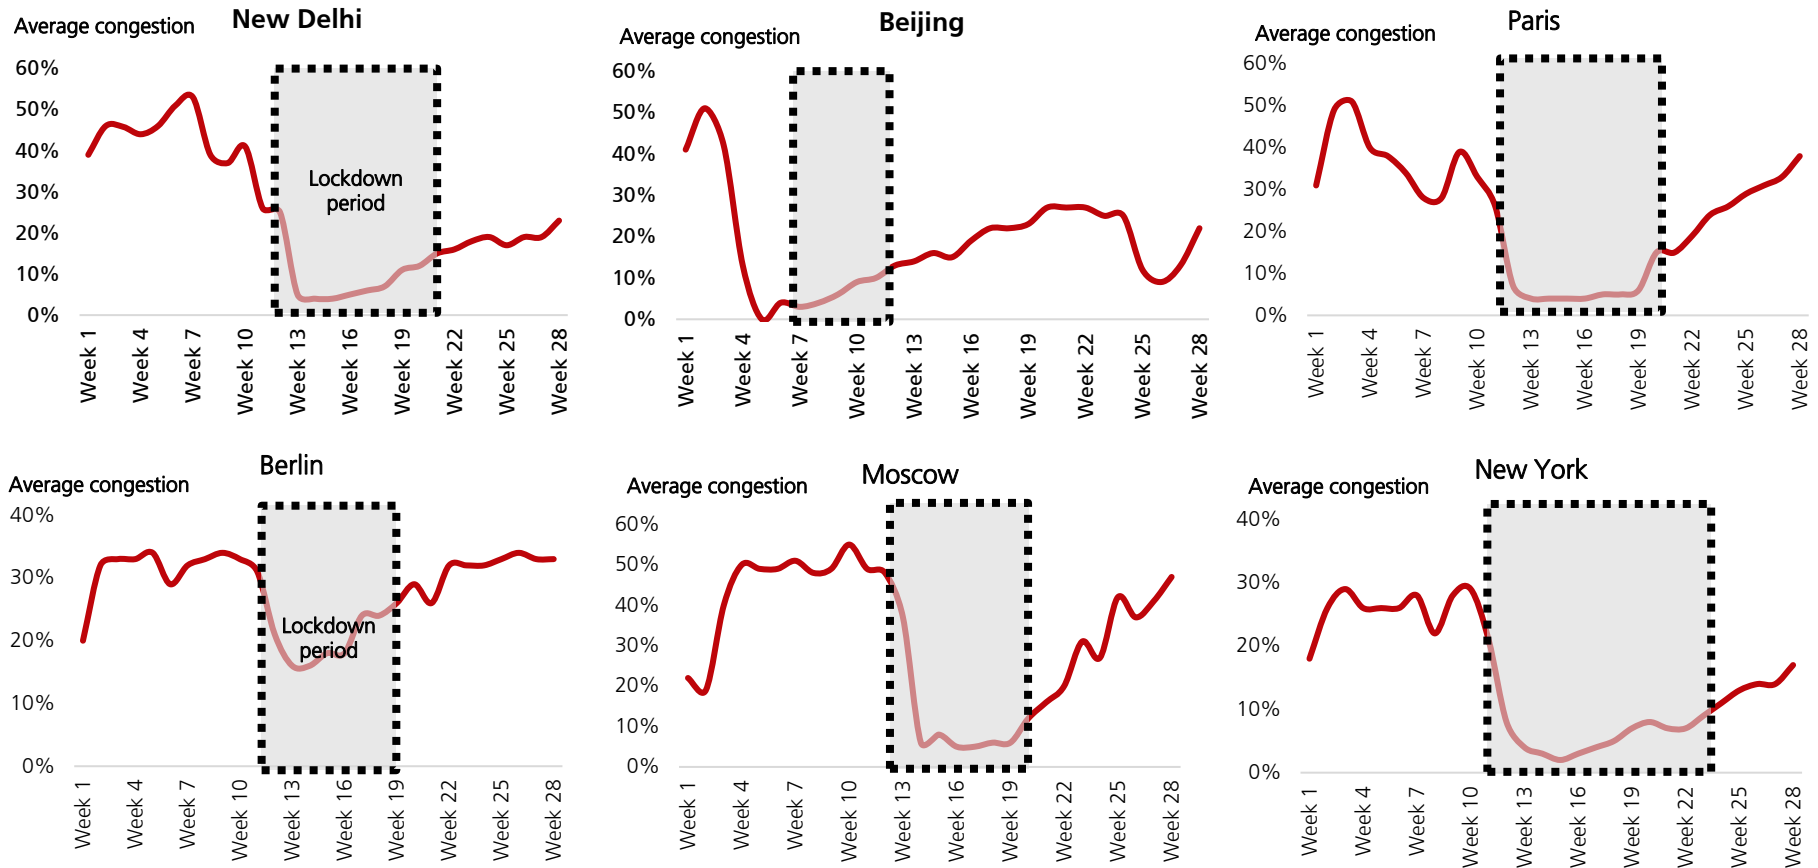 New Delhi
Average congestion
60%
50%
40%
30%
20%
10%
0%
Lockdown
period
Week 1
Week 4
Week 7
Week 10
Week 13
Week 16
Week 19
Week 22
Week 25
Week 28
Beijing
Average congestion
60%
50%
40%
30%
20%
10%
0%
Week 1
Week 4
Week 7
Week 10
Week 13
Week 16
Week 19
Week 22
Week 25
Week 28
Paris
Average congestion
60%
50%
40%
30%
20%
10%
0%
Week 1
Week 4
Week 7
Week 10
Week 13
Week 16
Week 19
Week 22
Week 25
Week 28
Berlin
Average congestion
40%
30%
20%
10%
0%
Lockdown
period
Week 1
Week 4
Week 7
Week 10
Week 13
Week 16
Week 19
Week 22
Week 25
Week 28
Moscow
Average congestion
60%
50%
40%
30%
20%
10%
0%
Week 1
Week 4
Week 7
Week 10
Week 13
Week 16
Week 19
Week 22
Week 25
Week 28
New York
Average congestion
40%
30%
20%
10%
0%
Week 1
Week 4
Week 7
Week 10
Week 13
Week 16
Week 19
Week 22
Week 25
Week 28